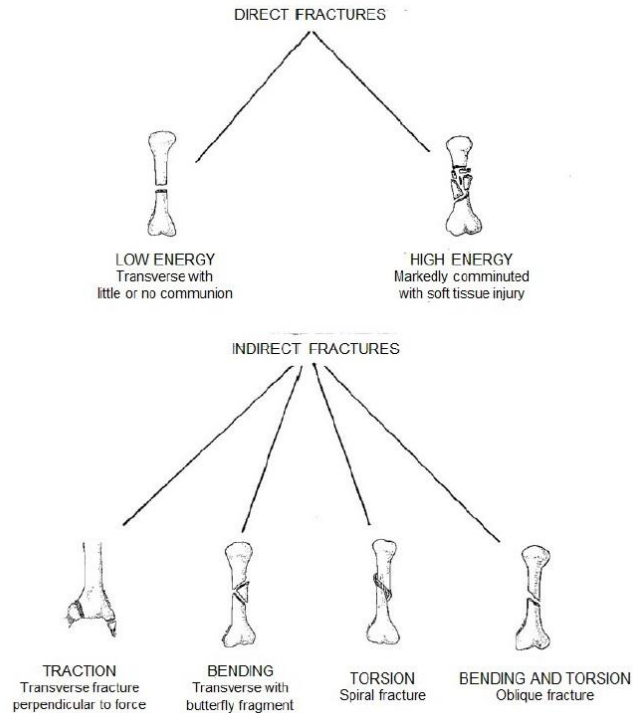 DIRECT FRACTURES
LOW ENERGY
Transverse with
little or no communion
HIGH ENERGY
Markedly comminuted
with soft tissue injury
INDIRECT FRACTURES
TRACTION
Transverse fracture
perpendicular to force
BENDING
Transverse with
butterfly fragment
TORSION
Spiral fracture
BENDING AND TORSION
Oblique fracture